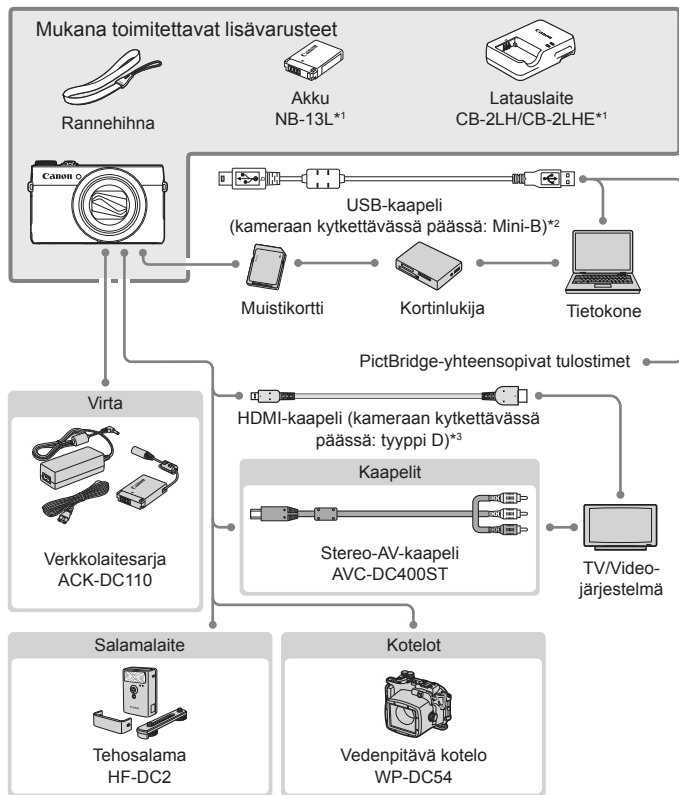 Mukana toimitettavat lisävarusteet
Rannehihna
Akku
NB-13L*1
Latauslaite
CB-2LH/CB-2LHE*1
Canon
USB-kaapeli
(kameraan kytkettävässä päässä: Mini-B)*2
Muistikortti
Kortinlukija
Tietokone
PictBridge-yhteensopivat tulostimet
Virta
HDMI-kaapeli (kameraan kytkettävässä
päässä: tyyppi D)*3
Kaapelit
Verkkolaitesarja
ACK-DC110
Stereo-AV-kaapeli
AVC-DC400ST
TV/Video-
järjestelmä
Salamalaite
Kotelot
Tehosalama
HF-DC2
Vedenpitävä kotelo
WP-DC54